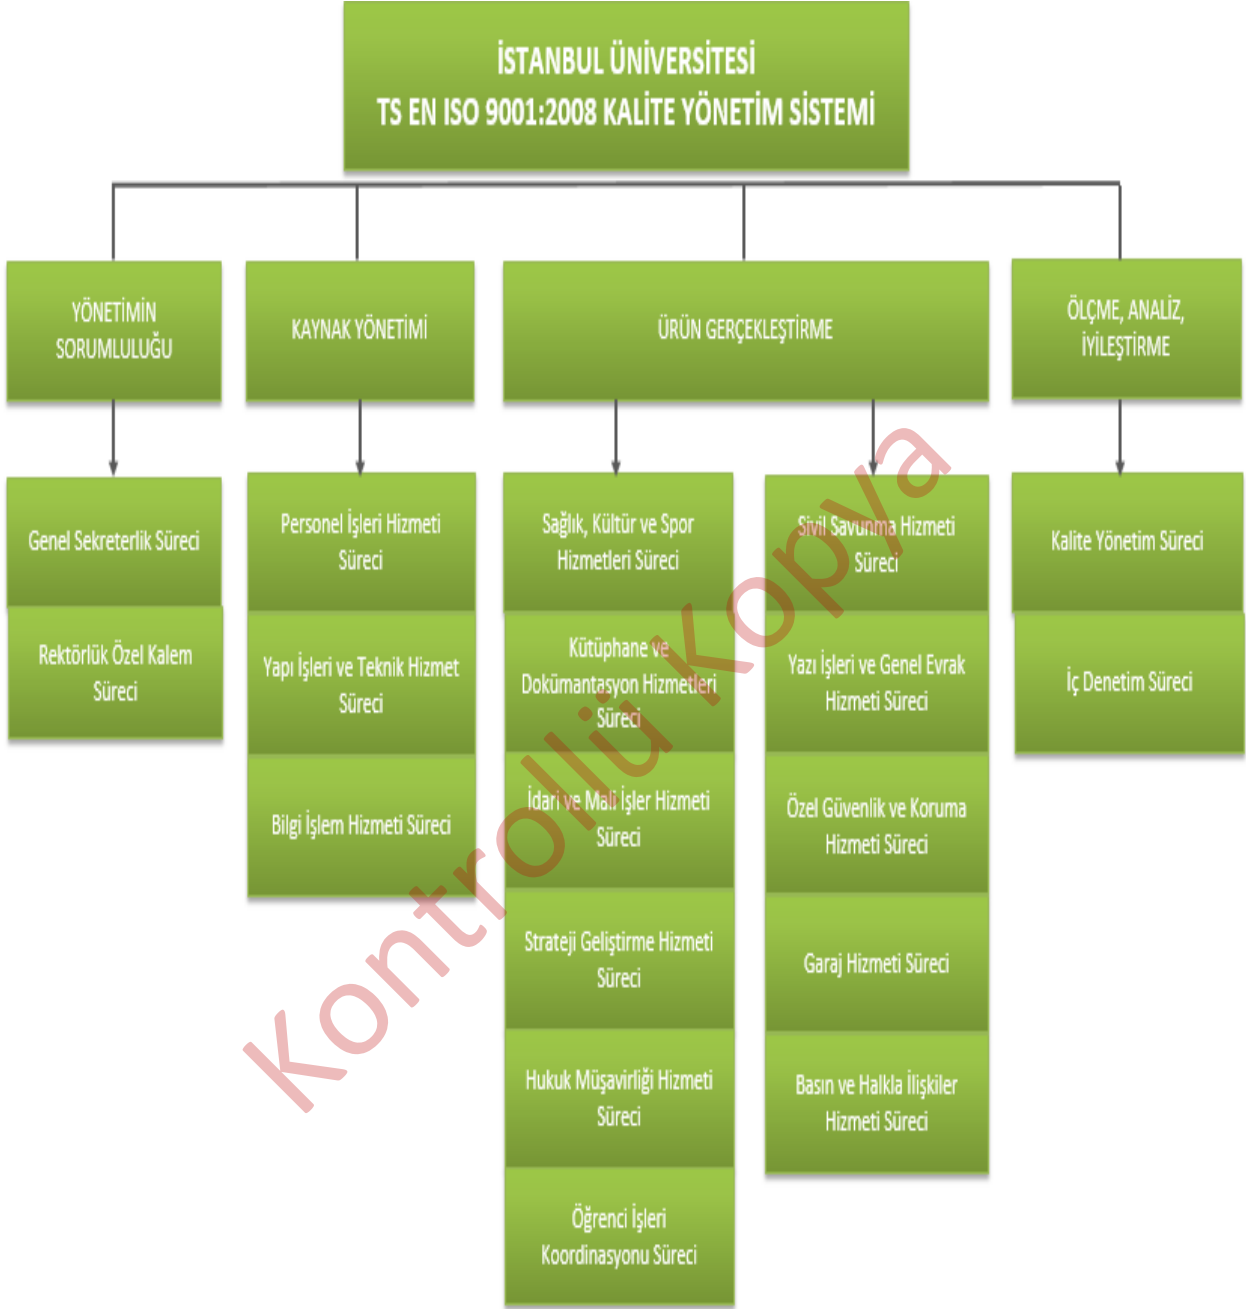 İSTANBUL ÜNİVERSİTESİ
TS EN ISO 9001:2008 KALİTE YÖNETİM SİSTEMİ
YÖNETİMİN
SORUMLULUĞU
KAYNAK YÖNETİMİ
ÜRÜN GERÇEKLEŞTİRME
ÖLÇME, ANALİZ,
İYİLEŞTİRME
Genel Sekreterlik Süreci
Rektörlük Özel Kalem
Süreci
Personel İşleri Hizmeti
Süreci
Yapı İşleri ve Teknik Hizmet
Süreci
Bilgi İşlem Hizmeti Süreci
Sağlık, Kültür ve Spor
Hizmetleri Süreci
Kütüphane ve
Dokümantasyon Hizmetleri
Süreci
İdari ve Mali İşler Hizmeti
Süreci
Strateji Geliştirme Hizmeti
Süreci
Hukuk Müşavirliği Hizmeti
Süreci
Öğrenci İşleri
Koordinasyonu Süreci
Sivil Savunma Hizmeti
Süreci
Yazı İşleri ve Genel Evrak
Hizmeti Süreci
Özel Güvenlik ve Koruma
Hizmeti Süreci
Garaj Hizmeti Süreci
Basın ve Halkla İlişkiler
Hizmeti Süreci
Kalite Yönetim Süreci
İç Denetim Süreci
Kontrollü Kopya